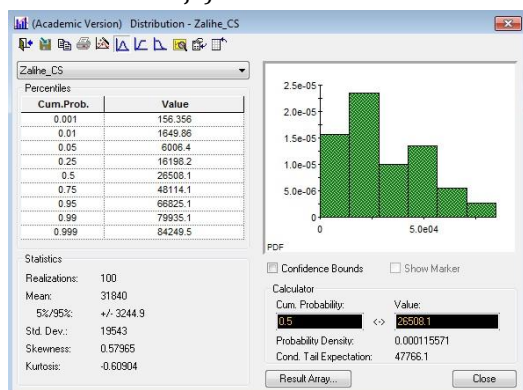 (Academic Version) Distribution - Zalihe_CS
Zalihe_CS
Percentiles
Cum.Prob. Value
0.001 156.356
0.01 1649.86
0.05 6006.4
0.25 16198.2
0.5 26508.1
0.75 48114.1
0.95 66825.1
0.99 79935.1
0.999 84249.5
Statistics
Realizations: 100
Mean: 31840
5%/95%: +/- 3244.9
Std. Dev.: 19543
Skewness: 0.57965
Kurtosis: -0.60904
2.5e-05
2.0e-05
1.5e-05
1.0e-05
5.0e-06
0
0 5.0e04
PDF
Confidence Bounds Show Marker
Calculator
Cum. Probability: Value:
0.5 <-> 26508.1
Probability Density: 0.000115571
Cond. Tail Expectation: 47766.1
Result Array... Close